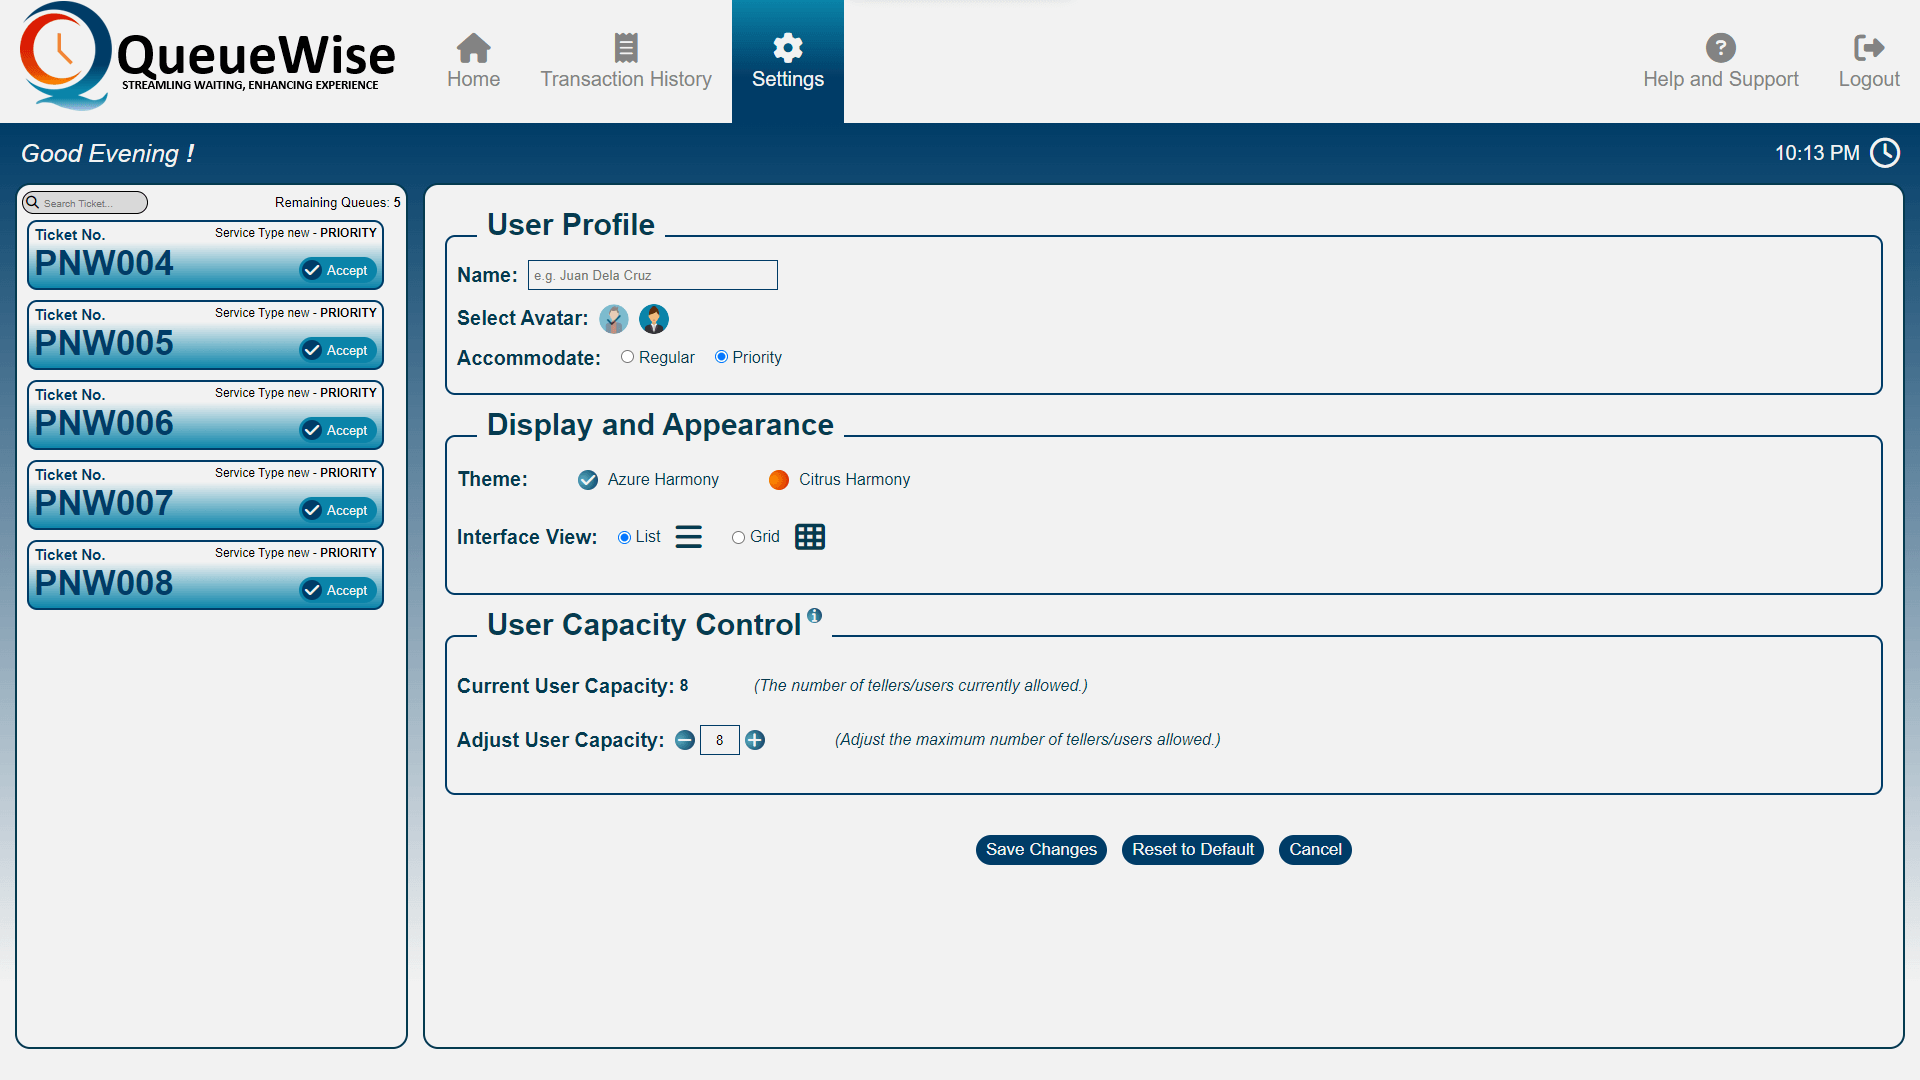 QueueWise
STREAMLING WAITING, ENHANCING EXPERIENCE
Home
Transaction History
Settings
Help and Support
Logout
Good Evening !
10:13 PM
Search Ticket...
Remaining Queues: 5
Ticket No.
Service Type new - PRIORITY
PNW004
Accept
Ticket No.
Service Type new - PRIORITY
PNW005
Accept
Ticket No.
Service Type new - PRIORITY
PNW006
Accept
Ticket No.
Service Type new - PRIORITY
PNW007
Accept
Ticket No.
Service Type new - PRIORITY
PNW008
Accept
User Profile
Name: e.g. Juan Dela Cruz
Select Avatar:
Accommodate: Regular Priority
Display and Appearance
Theme: Azure Harmony Citrus Harmony
Interface View: List Grid
User Capacity Control
Current User Capacity: 8 (The number of tellers/users currently allowed.)
Adjust User Capacity: 8 (Adjust the maximum number of tellers/users allowed.)
Save Changes Reset to Default Cancel